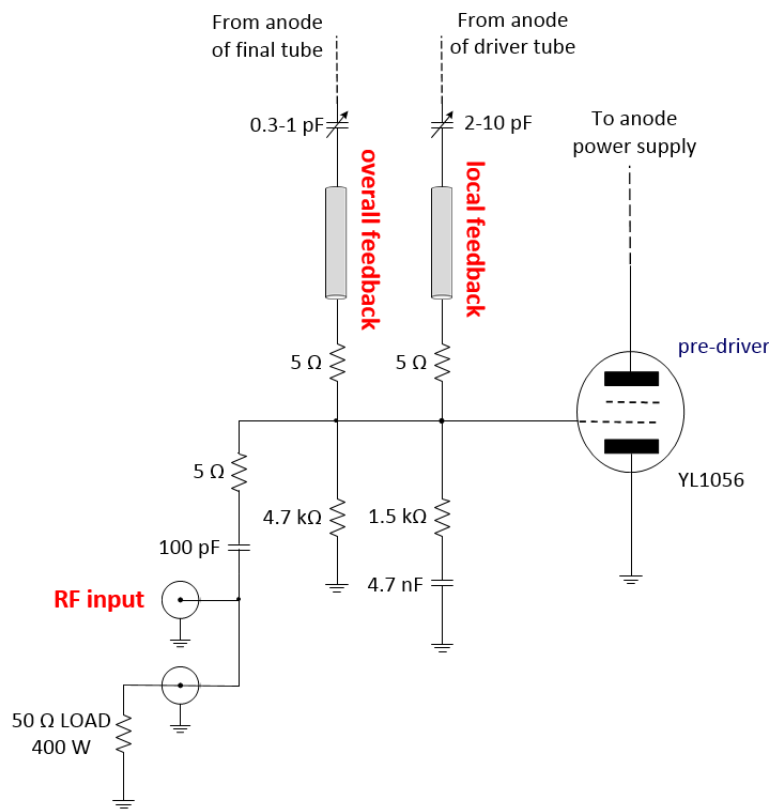 From anode
of final tube
From anode
of driver tube
0.3-1 pF
2-10 pF
To anode
power supply
overall feedback
local feedback
5 Ω
5 Ω
pre-driver
5 Ω
YL1056
4.7 kΩ
1.5 kΩ
100 pF
4.7 nF
RF input
50 Ω LOAD
400 W